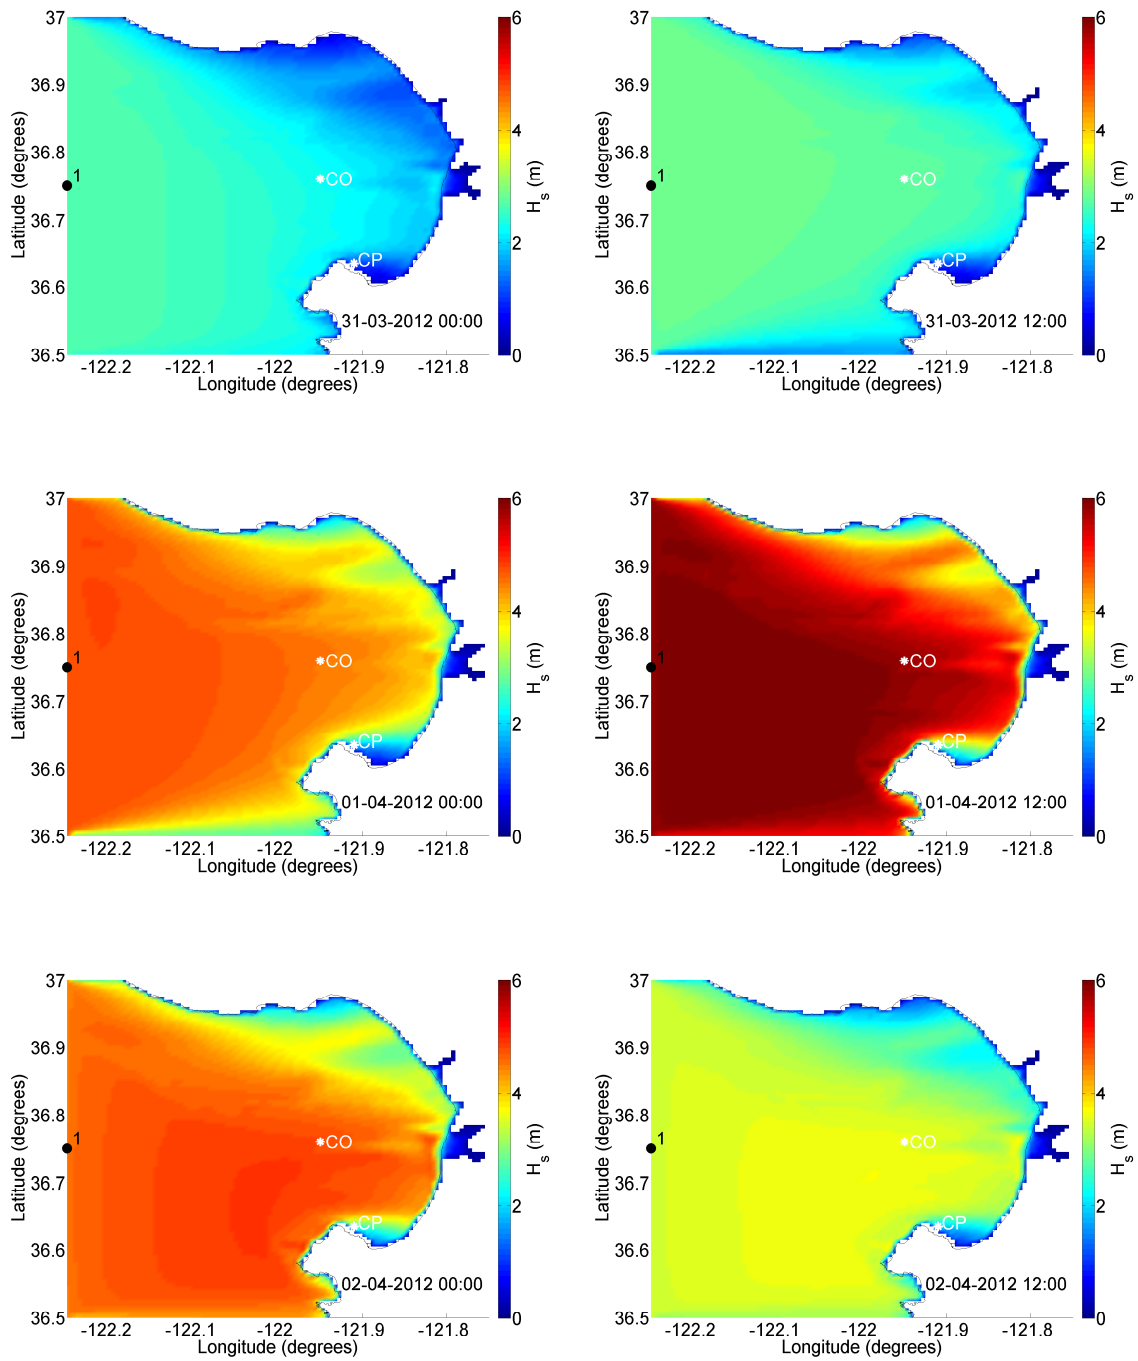 37
36.9
36.8
36.7
36.6
36.5
Latitude (degrees)
-122.2 -122.1 -122 -121.9 -121.8
Longitude (degrees)
1
CO
CP
31-03-2012 00:00
6
4
2
0
H_s (m)
37
36.9
36.8
36.7
36.6
36.5
Latitude (degrees)
-122.2 -122.1 -122 -121.9 -121.8
Longitude (degrees)
1
CO
CP
31-03-2012 12:00
6
4
2
0
H_s (m)
37
36.9
36.8
36.7
36.6
36.5
Latitude (degrees)
-122.2 -122.1 -122 -121.9 -121.8
Longitude (degrees)
1
CO
CP
01-04-2012 00:00
6
4
2
0
H_s (m)
37
36.9
36.8
36.7
36.6
36.5
Latitude (degrees)
-122.2 -122.1 -122 -121.9 -121.8
Longitude (degrees)
1
CO
CP
01-04-2012 12:00
6
4
2
0
H_s (m)
37
36.9
36.8
36.7
36.6
36.5
Latitude (degrees)
-122.2 -122.1 -122 -121.9 -121.8
Longitude (degrees)
1
CO
CP
02-04-2012 00:00
6
4
2
0
H_s (m)
37
36.9
36.8
36.7
36.6
36.5
Latitude (degrees)
-122.2 -122.1 -122 -121.9 -121.8
Longitude (degrees)
1
CO
CP
02-04-2012 12:00
6
4
2
0
H_s (m)